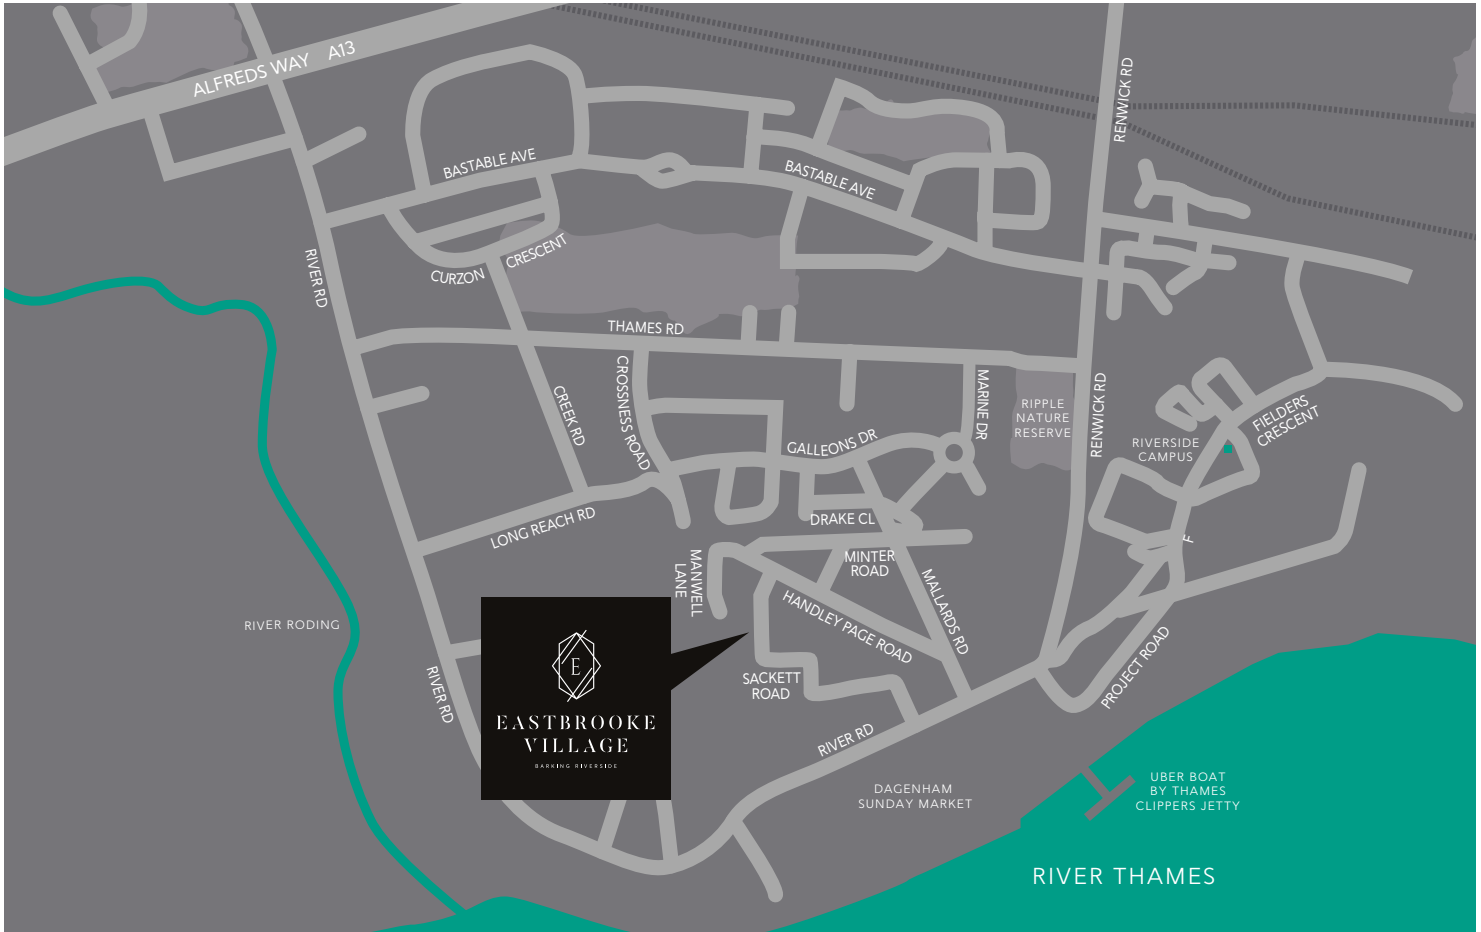 ALFREDS WAY A13
RENWICK RD
BASTABLE AVE
BASTABLE AVE
RIVER RD
CURZON
CRESCENT
THAMES RD
CROSSNESS ROAD
CREEK RD
MARINE DR
RIPPLE
NATURE
RESERVE
RENWICK RD
FIELDERS
CRESCENT
RIVERSIDE
CAMPUS
GALLEONS DR
LONG REACH RD
DRAKE CL
F
MANWELL
LANE
MINTER
ROAD
MALLARDS RD
HANDLEY PAGE ROAD
RIVER RODING
E
EASTBROOKE
VILLAGE
BARKING RIVERSIDE
SACKETT
ROAD
PROJECT ROAD
RIVER RD
RIVER RD
DAGENHAM
SUNDAY MARKET
UBER BOAT
BY THAMES
CLIPPERS JETTY
RIVER THAMES